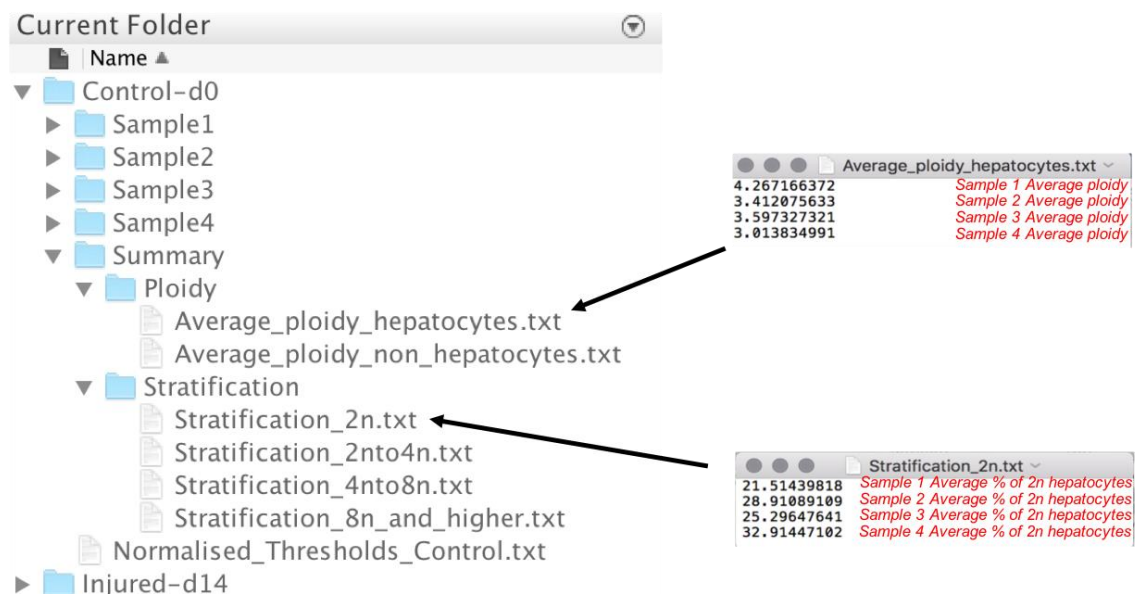 Current Folder
Name
Control-d0
Sample1
Sample2
Sample3
Sample4
Summary
Ploidy
Average_ploidy_hepatocytes.txt
Average_ploidy_non_hepatocytes.txt
Stratification
Stratification_2n.txt
Stratification_2nto4n.txt
Stratification_4nto8n.txt
Stratification_8n_and_higher.txt
Normalised_Thresholds_Control.txt
Injured-d14
Average_ploidy_hepatocytes.txt
4.267166372 Sample 1 Average ploidy
3.412075633 Sample 2 Average ploidy
3.597327321 Sample 3 Average ploidy
3.013834991 Sample 4 Average ploidy
Stratification_2n.txt
21.51439818 Sample 1 Average % of 2n hepatocytes
28.91089109 Sample 2 Average % of 2n hepatocytes
25.29647641 Sample 3 Average % of 2n hepatocytes
32.91447102 Sample 4 Average % of 2n hepatocytes